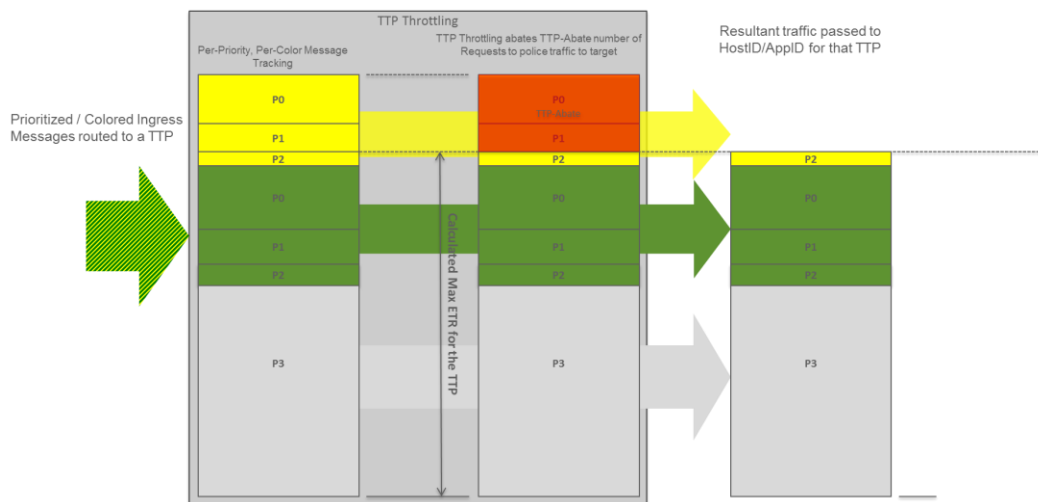 TTP Throttling
Per-Priority, Per-Color Message
Tracking
TTP Throttling abates TTP-Abate number of
Requests to police traffic to target
Resultant traffic passed to
HostID/AppID for that TTP
Prioritized / Colored Ingress
Messages routed to a TTP
P0
P1
P2
P0
P1
P2
P3
Calculated Max ETR for the TTP
P0
TTP-Abate
P1
P2
P0
P1
P2
P3
P2
P0
P1
P2
P3